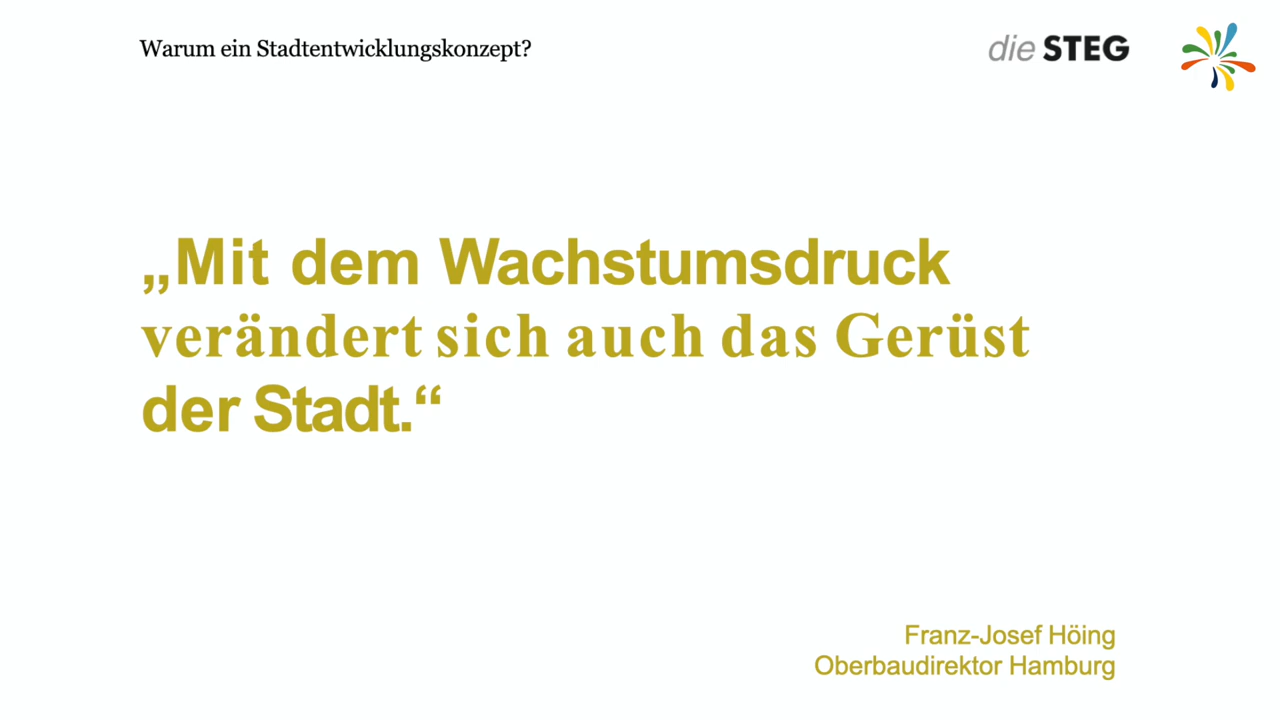 Warum ein Stadtentwicklungskonzept?
die STEG
„Mit dem Wachstumsdruck
verändert sich auch das Gerüst
der Stadt.“
Franz-Josef Höing
Oberbaudirektor Hamburg